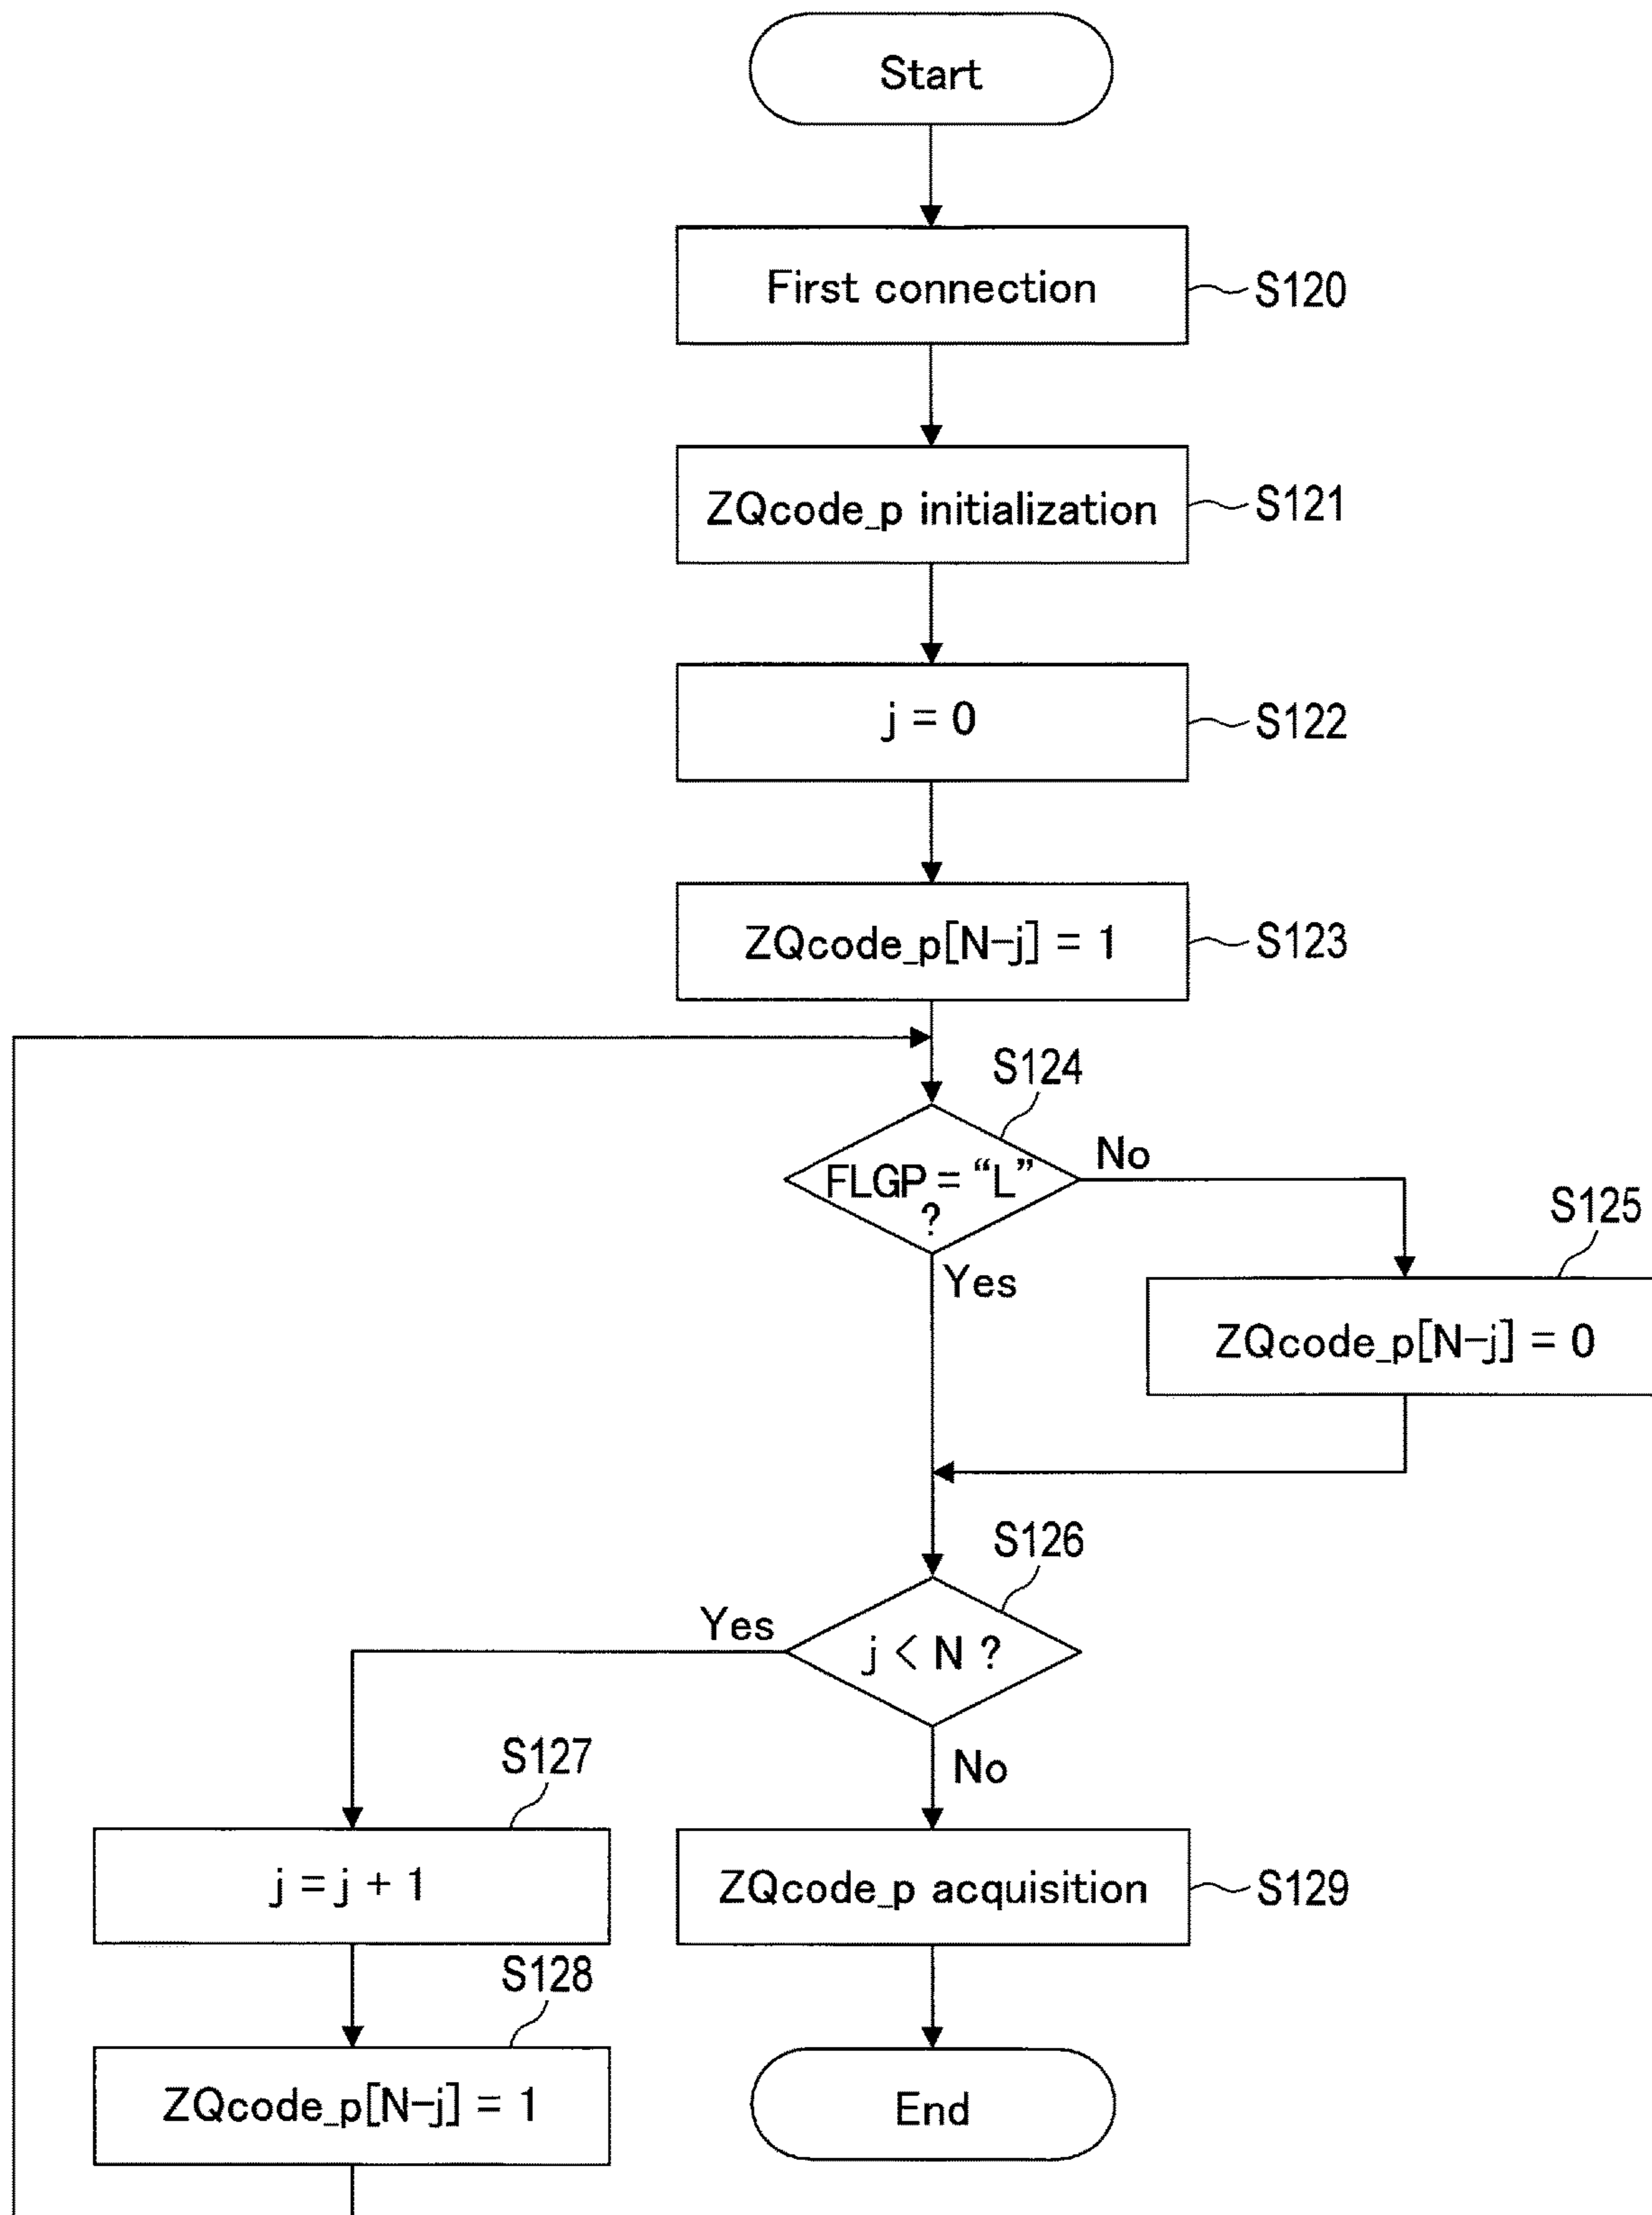 Start
First connection
S120
ZQcode_p initialization
S121
j = 0
S122
ZQcode_p[N-j] = 1
S123
S124
FLGP = “L”
?
No
Yes
S125
ZQcode_p[N-j] = 0
S126
j < N ?
Yes
No
S127
j = j + 1
ZQcode_p acquisition
S129
S128
ZQcode_p[N-j] = 1
End